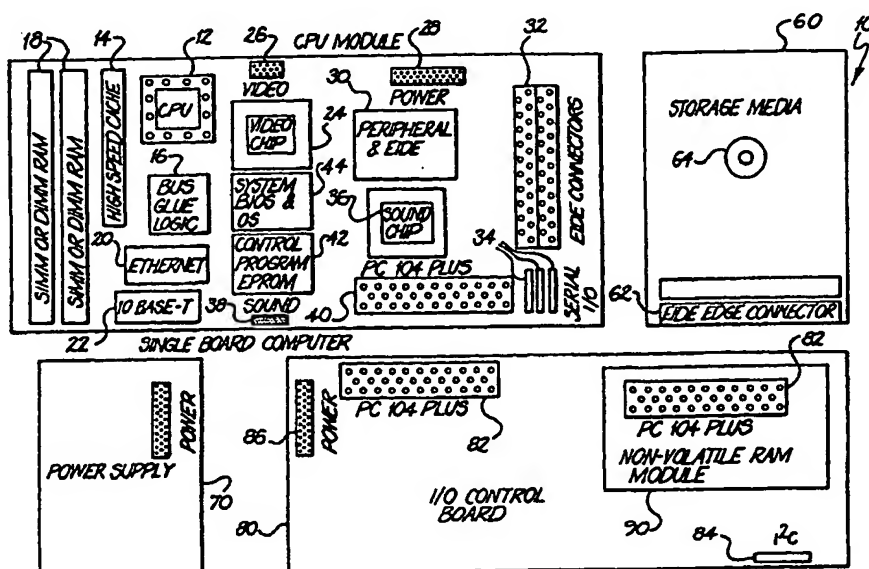 60
10
32
18
14
12
26
CPU MODULE
28
SIMM OR DIMM RAM
SIMM OR DIMM RAM
HIGH SPEED CACHE
CPU
VIDEO
VIDEO
CHIP
24
30
POWER
PERIPHERAL
& EIDE
EIDE CONNECTORS
STORAGE MEDIA
64
16
BUS
GLUE
LOGIC
44
SYSTEM
BIOS &
OS
36
SOUND
CHIP
34
20
ETHERNET
CONTROL
PROGRAM
EPROM
42
PC 104 PLUS
SERIAL
I/O
22
10 BASE-T
38
SOUND
40
62
EIDE EDGE CONNECTOR
SINGLE BOARD COMPUTER
82
POWER
POWER SUPPLY
70
86
POWER
PC 104 PLUS
82
I/O CONTROL
BOARD
80
PC 104 PLUS
NON-VOLATILE RAM
MODULE
90
84
I²C